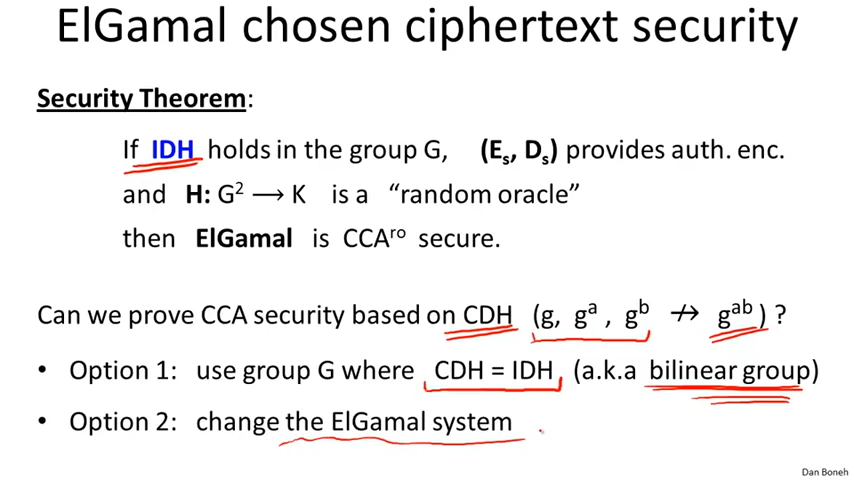 ElGamal chosen ciphertext security
Security Theorem:
If IDH holds in the group G, (Es, Ds) provides auth. enc.
and H: G² ⟶ K is a “random oracle”
then ElGamal is CCAʳᵒ secure.
Can we prove CCA security based on CDH (g, gᵃ , gᵇ ↛ gᵃᵇ ) ?
• Option 1: use group G where CDH = IDH (a.k.a bilinear group)
• Option 2: change the ElGamal system
Dan Boneh